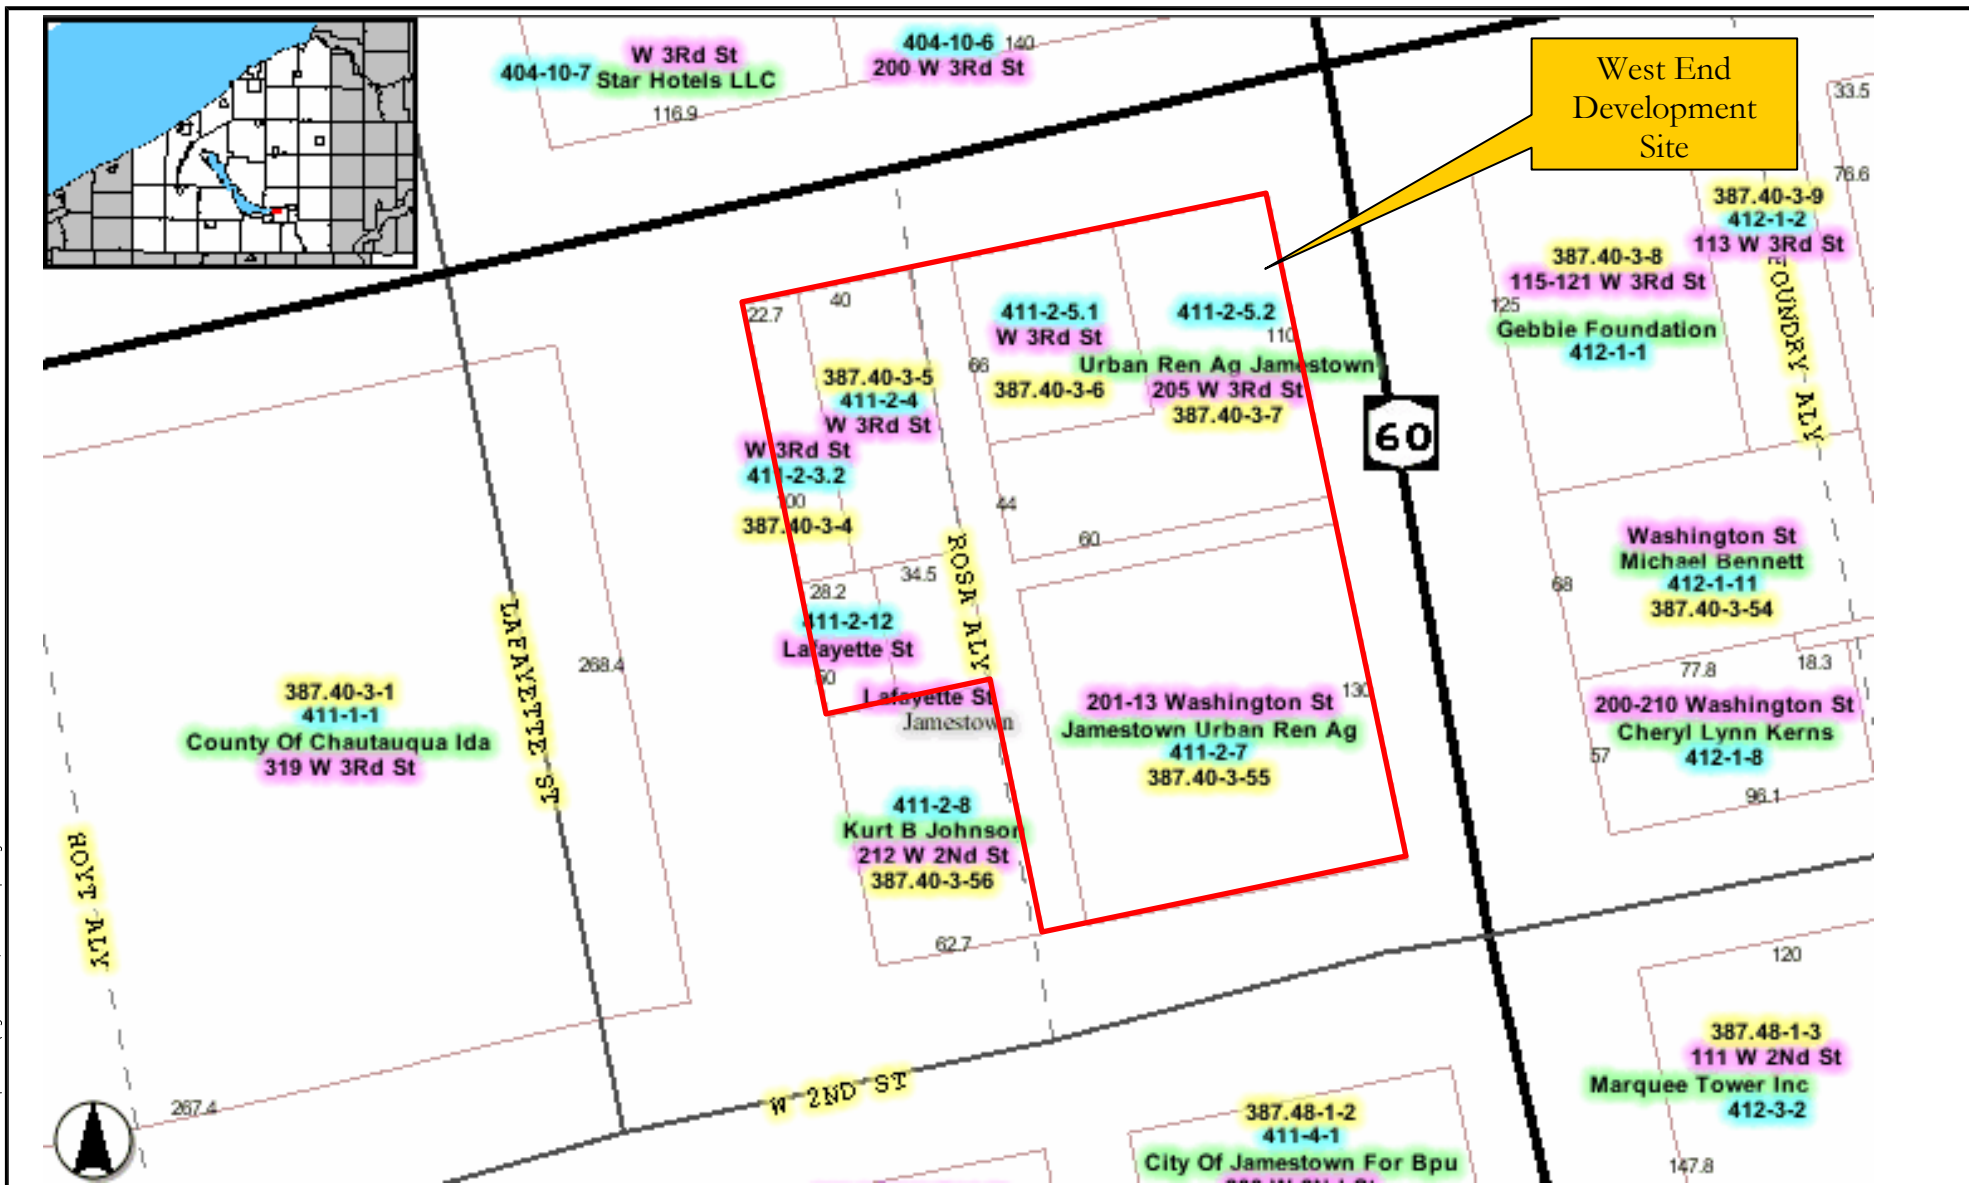 W 3Rd St
404-10-7 Star Hotels LLC
116.9
404-10-6
140
200 W 3Rd St
West End
Development
Site
33.5
76.6
387.40-3-9
412-1-2
113 W 3Rd St
387.40-3-8
115-121 W 3Rd St
125
Gebbie Foundation
412-1-1
FOUNDRY ALY
22.7
40
411-2-5.1
W 3Rd St
66
387.40-3-6
411-2-5.2
110
Urban Ren Ag Jamestown
205 W 3Rd St
387.40-3-7
387.40-3-5
411-2-4
W 3Rd St
W 3Rd St
411-2-3.2
100
387.40-3-4
60
44
60
ROSM ALY
34.5
28.2
411-2-12
Lafayette St
50
Lafayette St
Jamestown
Washington St
Michael Bennett
412-1-11
387.40-3-54
68
77.8
18.3
200-210 Washington St
Cheryl Lynn Kerns
412-1-8
57
96.1
LAFAYETTE ST
268.4
387.40-3-1
411-1-1
County Of Chautauqua Ida
319 W 3Rd St
130
201-13 Washington St
Jamestown Urban Ren Ag
411-2-7
387.40-3-55
411-2-8
Kurt B Johnson
212 W 2Nd St
387.40-3-56
62.7
HOYT ALY
120
387.48-1-3
111 W 2Nd St
Marquee Tower Inc
412-3-2
147.8
W 2ND ST
267.4
387.48-1-2
411-4-1
City Of Jamestown For Bpu